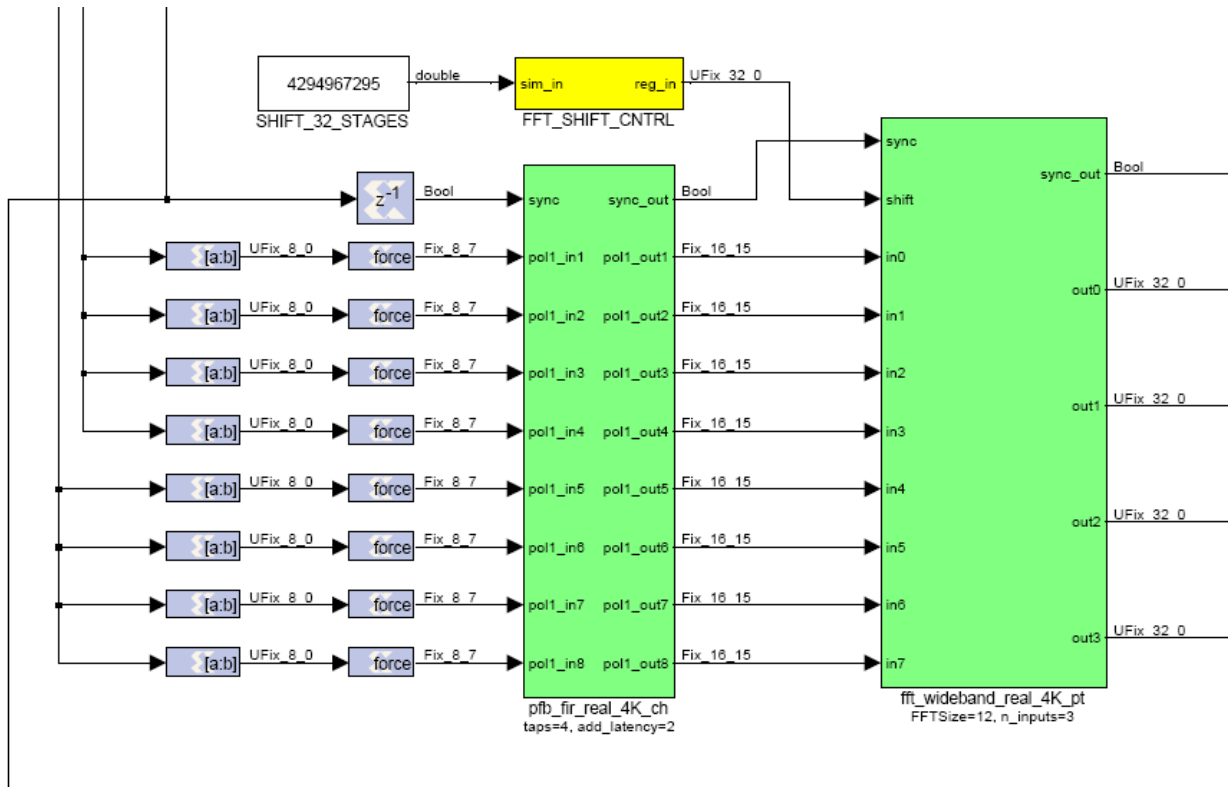 4294967295
double
SHIFT_32_STAGES
sim_in
reg_in
FFT_SHIFT_CNTRL
UFix_32_0
z-1
Bool
sync
sync_out
Bool
sync
sync_out
Bool
shift
[a:b]
UFix_8_0
force
Fix_8_7
pol1_in1
pol1_out1
Fix_16_15
in0
out0
UFix_32_0
[a:b]
UFix_8_0
force
Fix_8_7
pol1_in2
pol1_out2
Fix_16_15
in1
[a:b]
UFix_8_0
force
Fix_8_7
pol1_in3
pol1_out3
Fix_16_15
in2
out1
UFix_32_0
[a:b]
UFix_8_0
force
Fix_8_7
pol1_in4
pol1_out4
Fix_16_15
in3
[a:b]
UFix_8_0
force
Fix_8_7
pol1_in5
pol1_out5
Fix_16_15
in4
out2
UFix_32_0
[a:b]
UFix_8_0
force
Fix_8_7
pol1_in6
pol1_out6
Fix_16_15
in5
[a:b]
UFix_8_0
force
Fix_8_7
pol1_in7
pol1_out7
Fix_16_15
in6
out3
UFix_32_0
[a:b]
UFix_8_0
force
Fix_8_7
pol1_in8
pol1_out8
Fix_16_15
in7
pfb_fir_real_4K_ch
taps=4, add_latency=2
fft_wideband_real_4K_pt
FFTSize=12, n_inputs=3